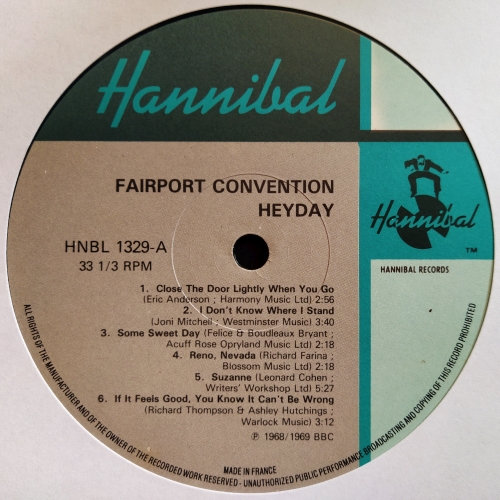 Hannibal
FAIRPORT CONVENTION
HEYDAY
Hannibal
TM
HANNIBAL RECORDS
HNBL 1329-A
33 1/3 RPM
1. Close The Door Lightly When You Go
(Eric Anderson ; Harmony Music Ltd) 2:56
2. I Don't Know Where I Stand
(Joni Mitchell ; Westminster Music) 3:40
3. Some Sweet Day (Felice & Boudleaux Bryant ;
Acuff Rose Opryland Music Ltd) 2:18
4. Reno, Nevada (Richard Farina ;
Blossom Music Ltd) 2:18
5. Suzanne (Leonard Cohen ;
Writers' Workshop Ltd) 5:27
6. If It Feels Good, You Know It Can't Be Wrong
(Richard Thompson & Ashley Hutchings ;
Warlock Music) 3:12
℗ 1968/1969 BBC
MADE IN FRANCE
ALL RIGHTS OF THE MANUFACTURER AND OF THE OWNER OF THE RECORDED WORK RESERVED - UNAUTHORIZED PUBLIC PERFORMANCE BROADCASTING AND COPYING OF THIS RECORD PROHIBITED